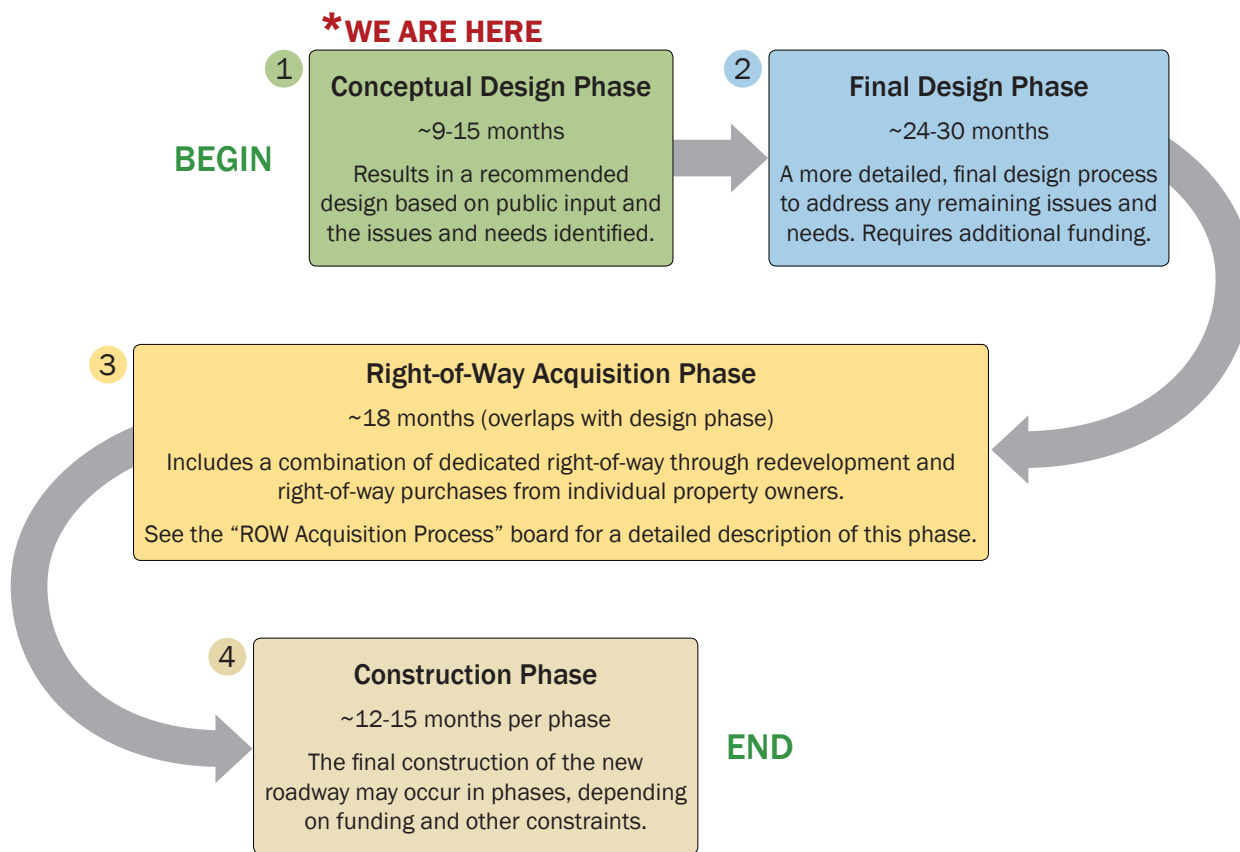 *WE ARE HERE
1
Conceptual Design Phase
~9-15 months
Results in a recommended
design based on public input and
the issues and needs identified.
BEGIN
2
Final Design Phase
~24-30 months
A more detailed, final design process
to address any remaining issues and
needs. Requires additional funding.
3
Right-of-Way Acquisition Phase
~18 months (overlaps with design phase)
Includes a combination of dedicated right-of-way through redevelopment and
right-of-way purchases from individual property owners.
See the “ROW Acquisition Process” board for a detailed description of this phase.
4
Construction Phase
~12-15 months per phase
The final construction of the new
roadway may occur in phases, depending
on funding and other constraints.
END